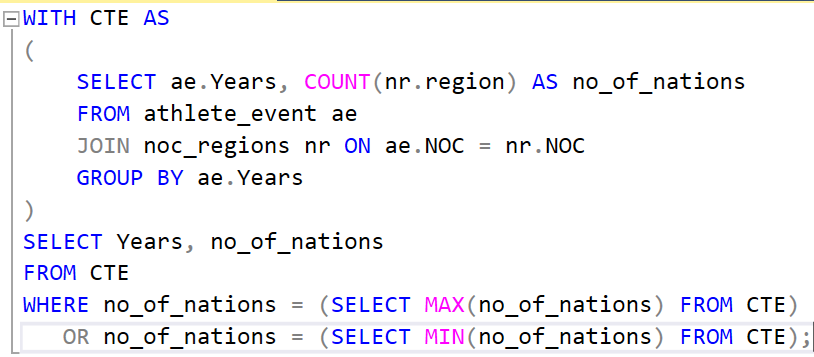 WITH CTE AS
(
SELECT ae.Years, COUNT(nr.region) AS no_of_nations
FROM athlete_event ae
JOIN noc_regions nr ON ae.NOC = nr.NOC
GROUP BY ae.Years
)
SELECT Years, no_of_nations
FROM CTE
WHERE no_of_nations = (SELECT MAX(no_of_nations) FROM CTE)
OR no_of_nations = (SELECT MIN(no_of_nations) FROM CTE);